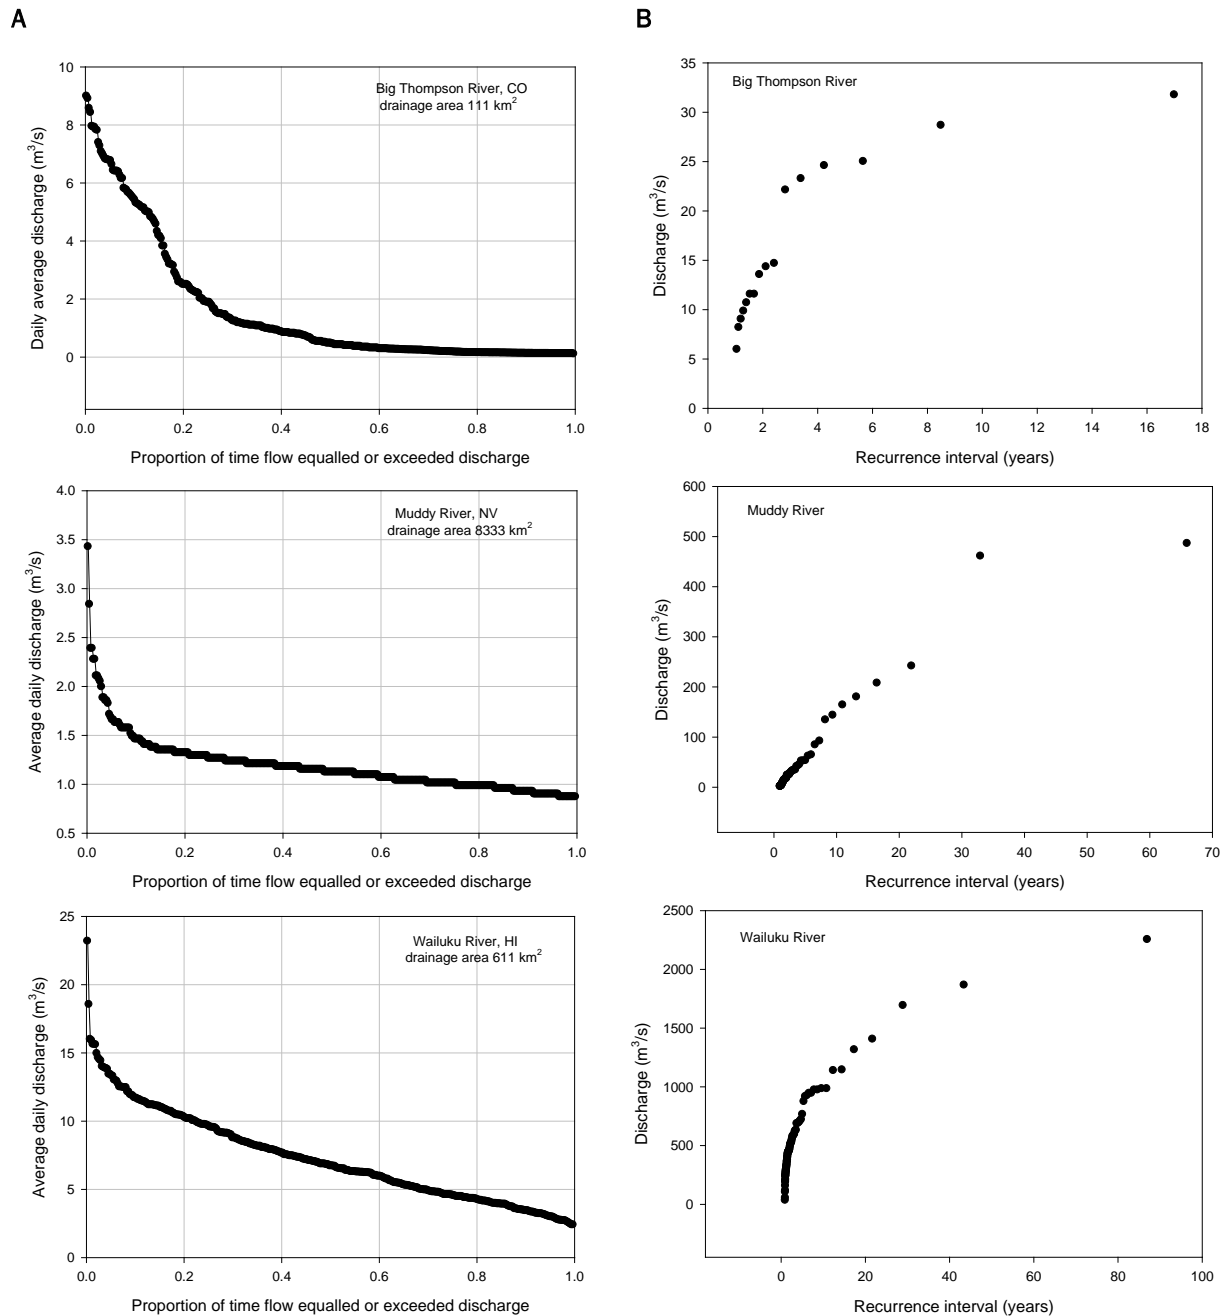 A
B
10
8
6
4
2
0
Daily average discharge (m³/s)
Big Thompson River, CO
drainage area 111 km²
0.0 0.2 0.4 0.6 0.8 1.0
Proportion of time flow equalled or exceeded discharge
35
30
25
20
15
10
5
0
Discharge (m³/s)
Big Thompson River
0 2 4 6 8 10 12 14 16 18
Recurrence interval (years)
4.0
3.5
3.0
2.5
2.0
1.5
1.0
0.5
Average daily discharge (m³/s)
Muddy River, NV
drainage area 8333 km²
0.0 0.2 0.4 0.6 0.8 1.0
Proportion of time flow equalled or exceeded discharge
600
500
400
300
200
100
0
Discharge (m³/s)
Muddy River
0 10 20 30 40 50 60 70
Recurrence interval (years)
25
20
15
10
5
0
Average daily discharge (m³/s)
Wailuku River, HI
drainage area 611 km²
0.0 0.2 0.4 0.6 0.8 1.0
Proportion of time flow equalled or exceeded discharge
2500
2000
1500
1000
500
0
Discharge (m³/s)
Wailuku River
0 20 40 60 80 100
Recurrence interval (years)